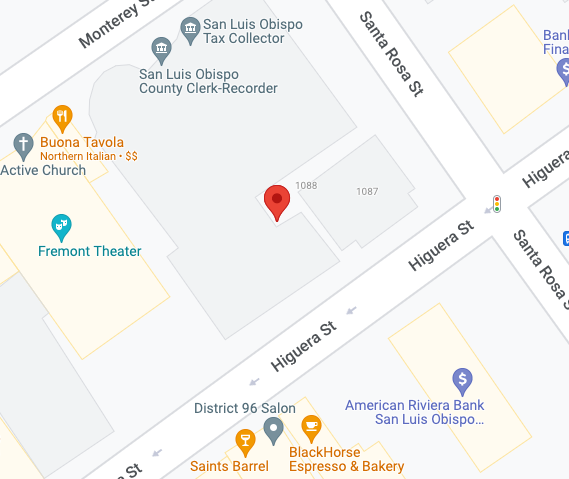 Monterey St
San Luis Obispo
Tax Collector
San Luis Obispo
County Clerk-Recorder
Santa Rosa St
Bank
Fina
Buona Tavola
Northern Italian • $$
Active Church
Fremont Theater
1088
1087
Higuera
Higuera St
Santa Rosa S
Higuera St
American Riviera Bank
San Luis Obispo...
District 96 Salon
BlackHorse
Espresso & Bakery
Saints Barrel
St